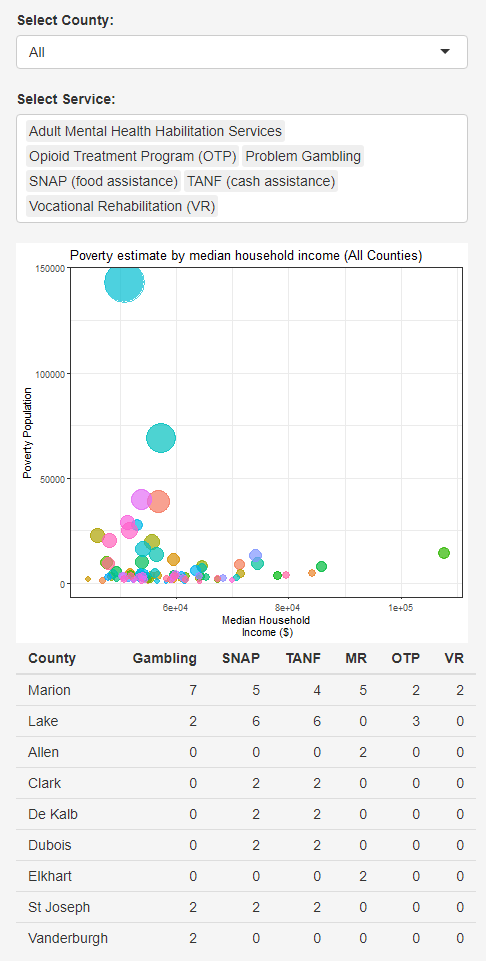 Select County:
All
Select Service:
Adult Mental Health Habilitation Services
Opioid Treatment Program (OTP) Problem Gambling
SNAP (food assistance) TANF (cash assistance)
Vocational Rehabilitation (VR)
Poverty estimate by median household income (All Counties)
150000
100000
50000
0
Poverty Population
6e+04 8e+04 1e+05
Median Household
Income ($)
County Gambling SNAP TANF MR OTP VR
Marion 7 5 4 5 2 2
Lake 2 6 6 0 3 0
Allen 0 0 0 2 0 0
Clark 0 2 2 0 0 0
De Kalb 0 2 2 0 0 0
Dubois 0 2 2 0 0 0
Elkhart 0 0 0 2 0 0
St Joseph 2 2 2 0 0 0
Vanderburgh 2 0 0 0 0 0